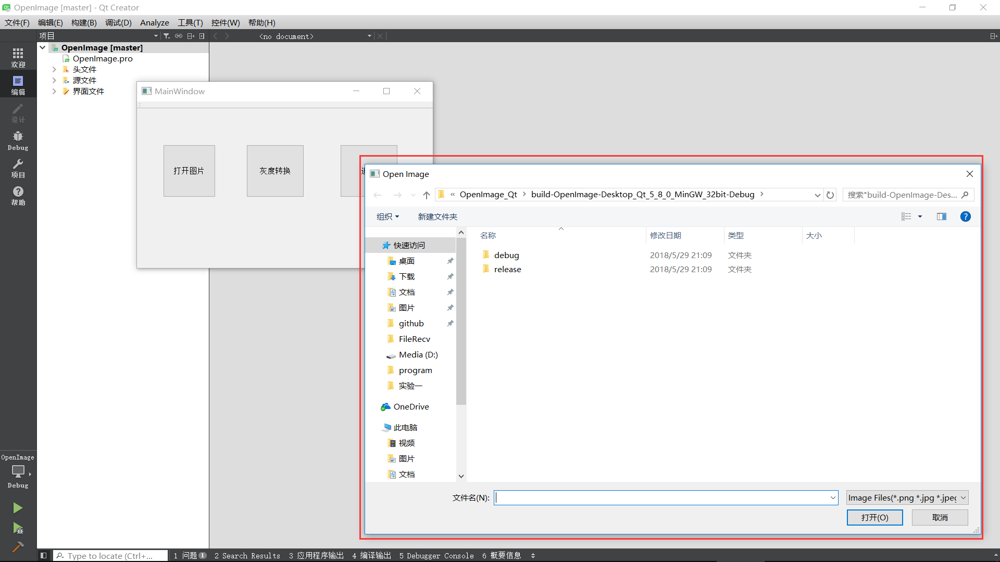 OpenImage [master] - Qt Creator
文件(F) 编辑(E) 构建(B) 调试(D) Analyze 工具(T) 控件(W) 帮助(H)
项目
<no document>
OpenImage [master]
OpenImage.pro
头文件
源文件
界面文件
欢迎
编辑
设计
Debug
项目
帮助
OpenImage
Debug
MainWindow
打开图片
灰度转换
Open Image
« OpenImage_Qt › build-OpenImage-Desktop_Qt_5_8_0_MinGW_32bit-Debug ›
搜索"build-OpenImage-Des...
组织 新建文件夹
名称 修改日期 类型 大小
debug 2018/5/29 21:09 文件夹
release 2018/5/29 21:09 文件夹
快速访问
桌面
下载
文档
图片
github
FileRecv
Media (D:)
program
实验一
OneDrive
此电脑
视频
图片
文档
文件名(N):
Image Files(*.png *.jpg *.jpeg
打开(O) 取消
Type to locate (Ctrl+...
1 问题 1 2 Search Results 3 应用程序输出 4 编译输出 5 Debugger Console 6 概要信息